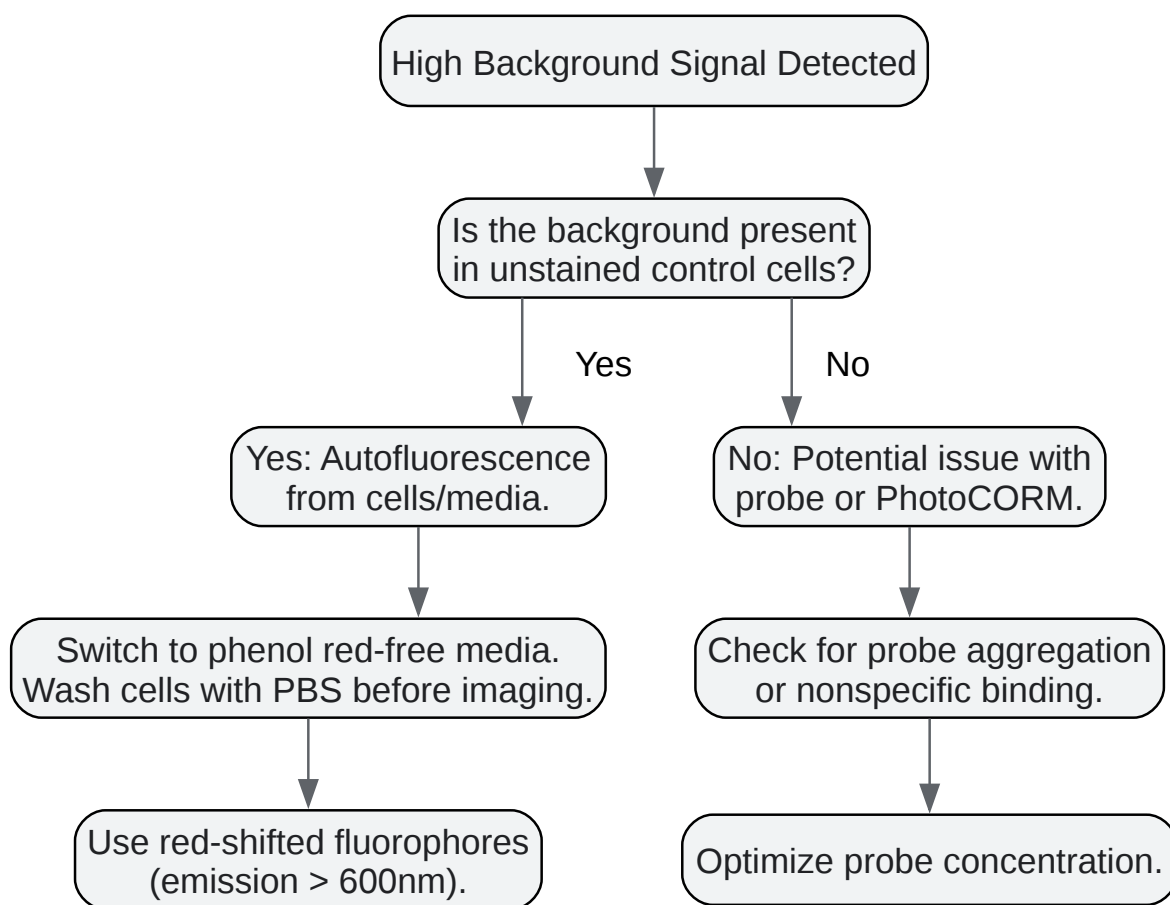 High Background Signal Detected
Is the background present
in unstained control cells?
Yes
No
Yes: Autofluorescence
from cells/media.
No: Potential issue with
probe or PhotoCORM.
Switch to phenol red-free media.
Wash cells with PBS before imaging.
Check for probe aggregation
or nonspecific binding.
Use red-shifted fluorophores
(emission > 600nm).
Optimize probe concentration.